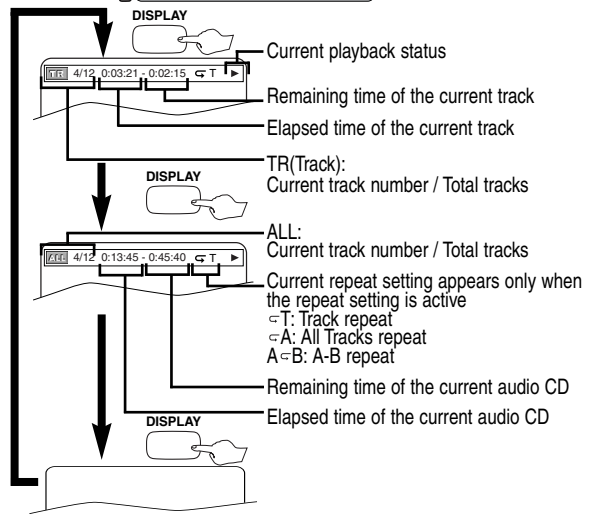 DISPLAY
TR 4/12 0:03:21 - 0:02:15 T ►
Current playback status
Remaining time of the current track
Elapsed time of the current track
TR(Track):
Current track number / Total tracks
DISPLAY
ALL 4/12 0:13:45 - 0:45:40 T ►
ALL:
Current track number / Total tracks
Current repeat setting appears only when
the repeat setting is active
T: Track repeat
A: All Tracks repeat
A B: A-B repeat
Remaining time of the current audio CD
Elapsed time of the current audio CD
DISPLAY